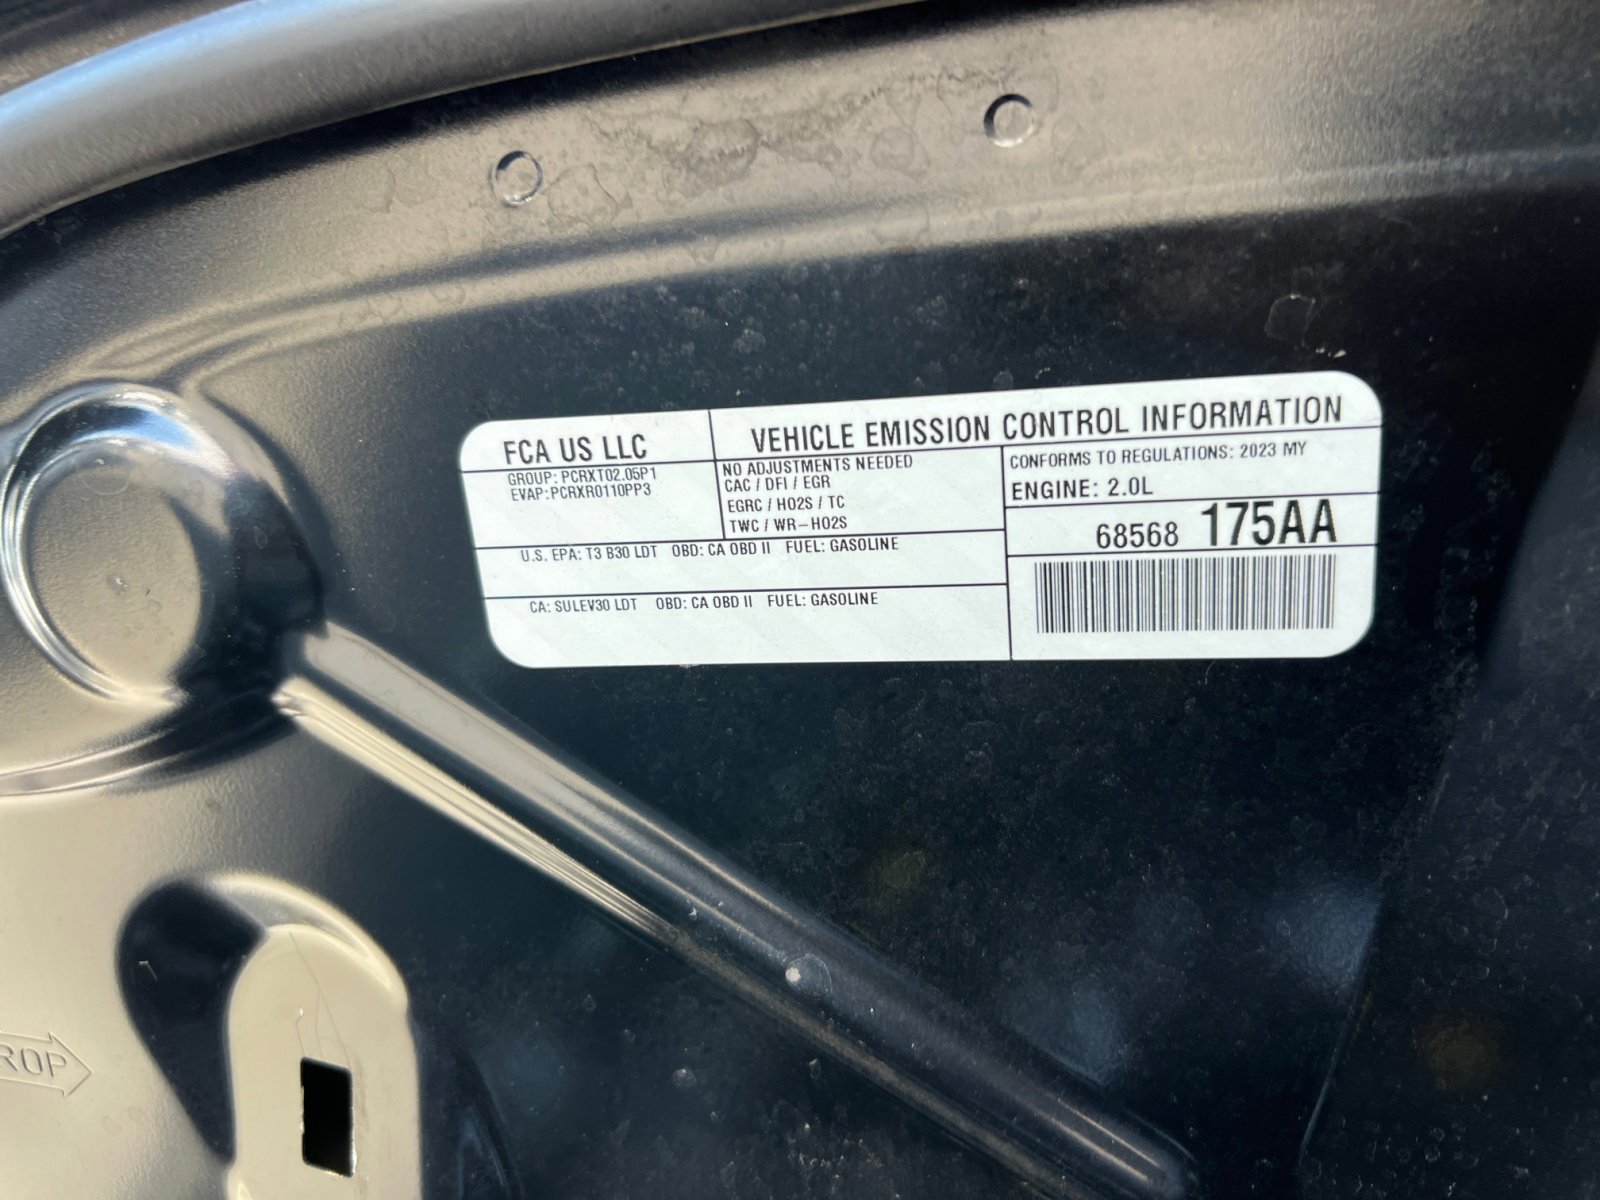 FCA US LLC
VEHICLE EMISSION CONTROL INFORMATION
GROUP: PCRXT02.05P1
EVAP:PCRXR0110PP3
NO ADJUSTMENTS NEEDED
CAC / DFI / EGR
EGRC / HO2S / TC
TWC / WR-HO2S
CONFORMS TO REGULATIONS: 2023 MY
ENGINE: 2.0L
68568 175AA
U.S. EPA: T3 B30 LDT OBD: CA OBD II FUEL: GASOLINE
CA: SULEV30 LDT OBD: CA OBD II FUEL: GASOLINE